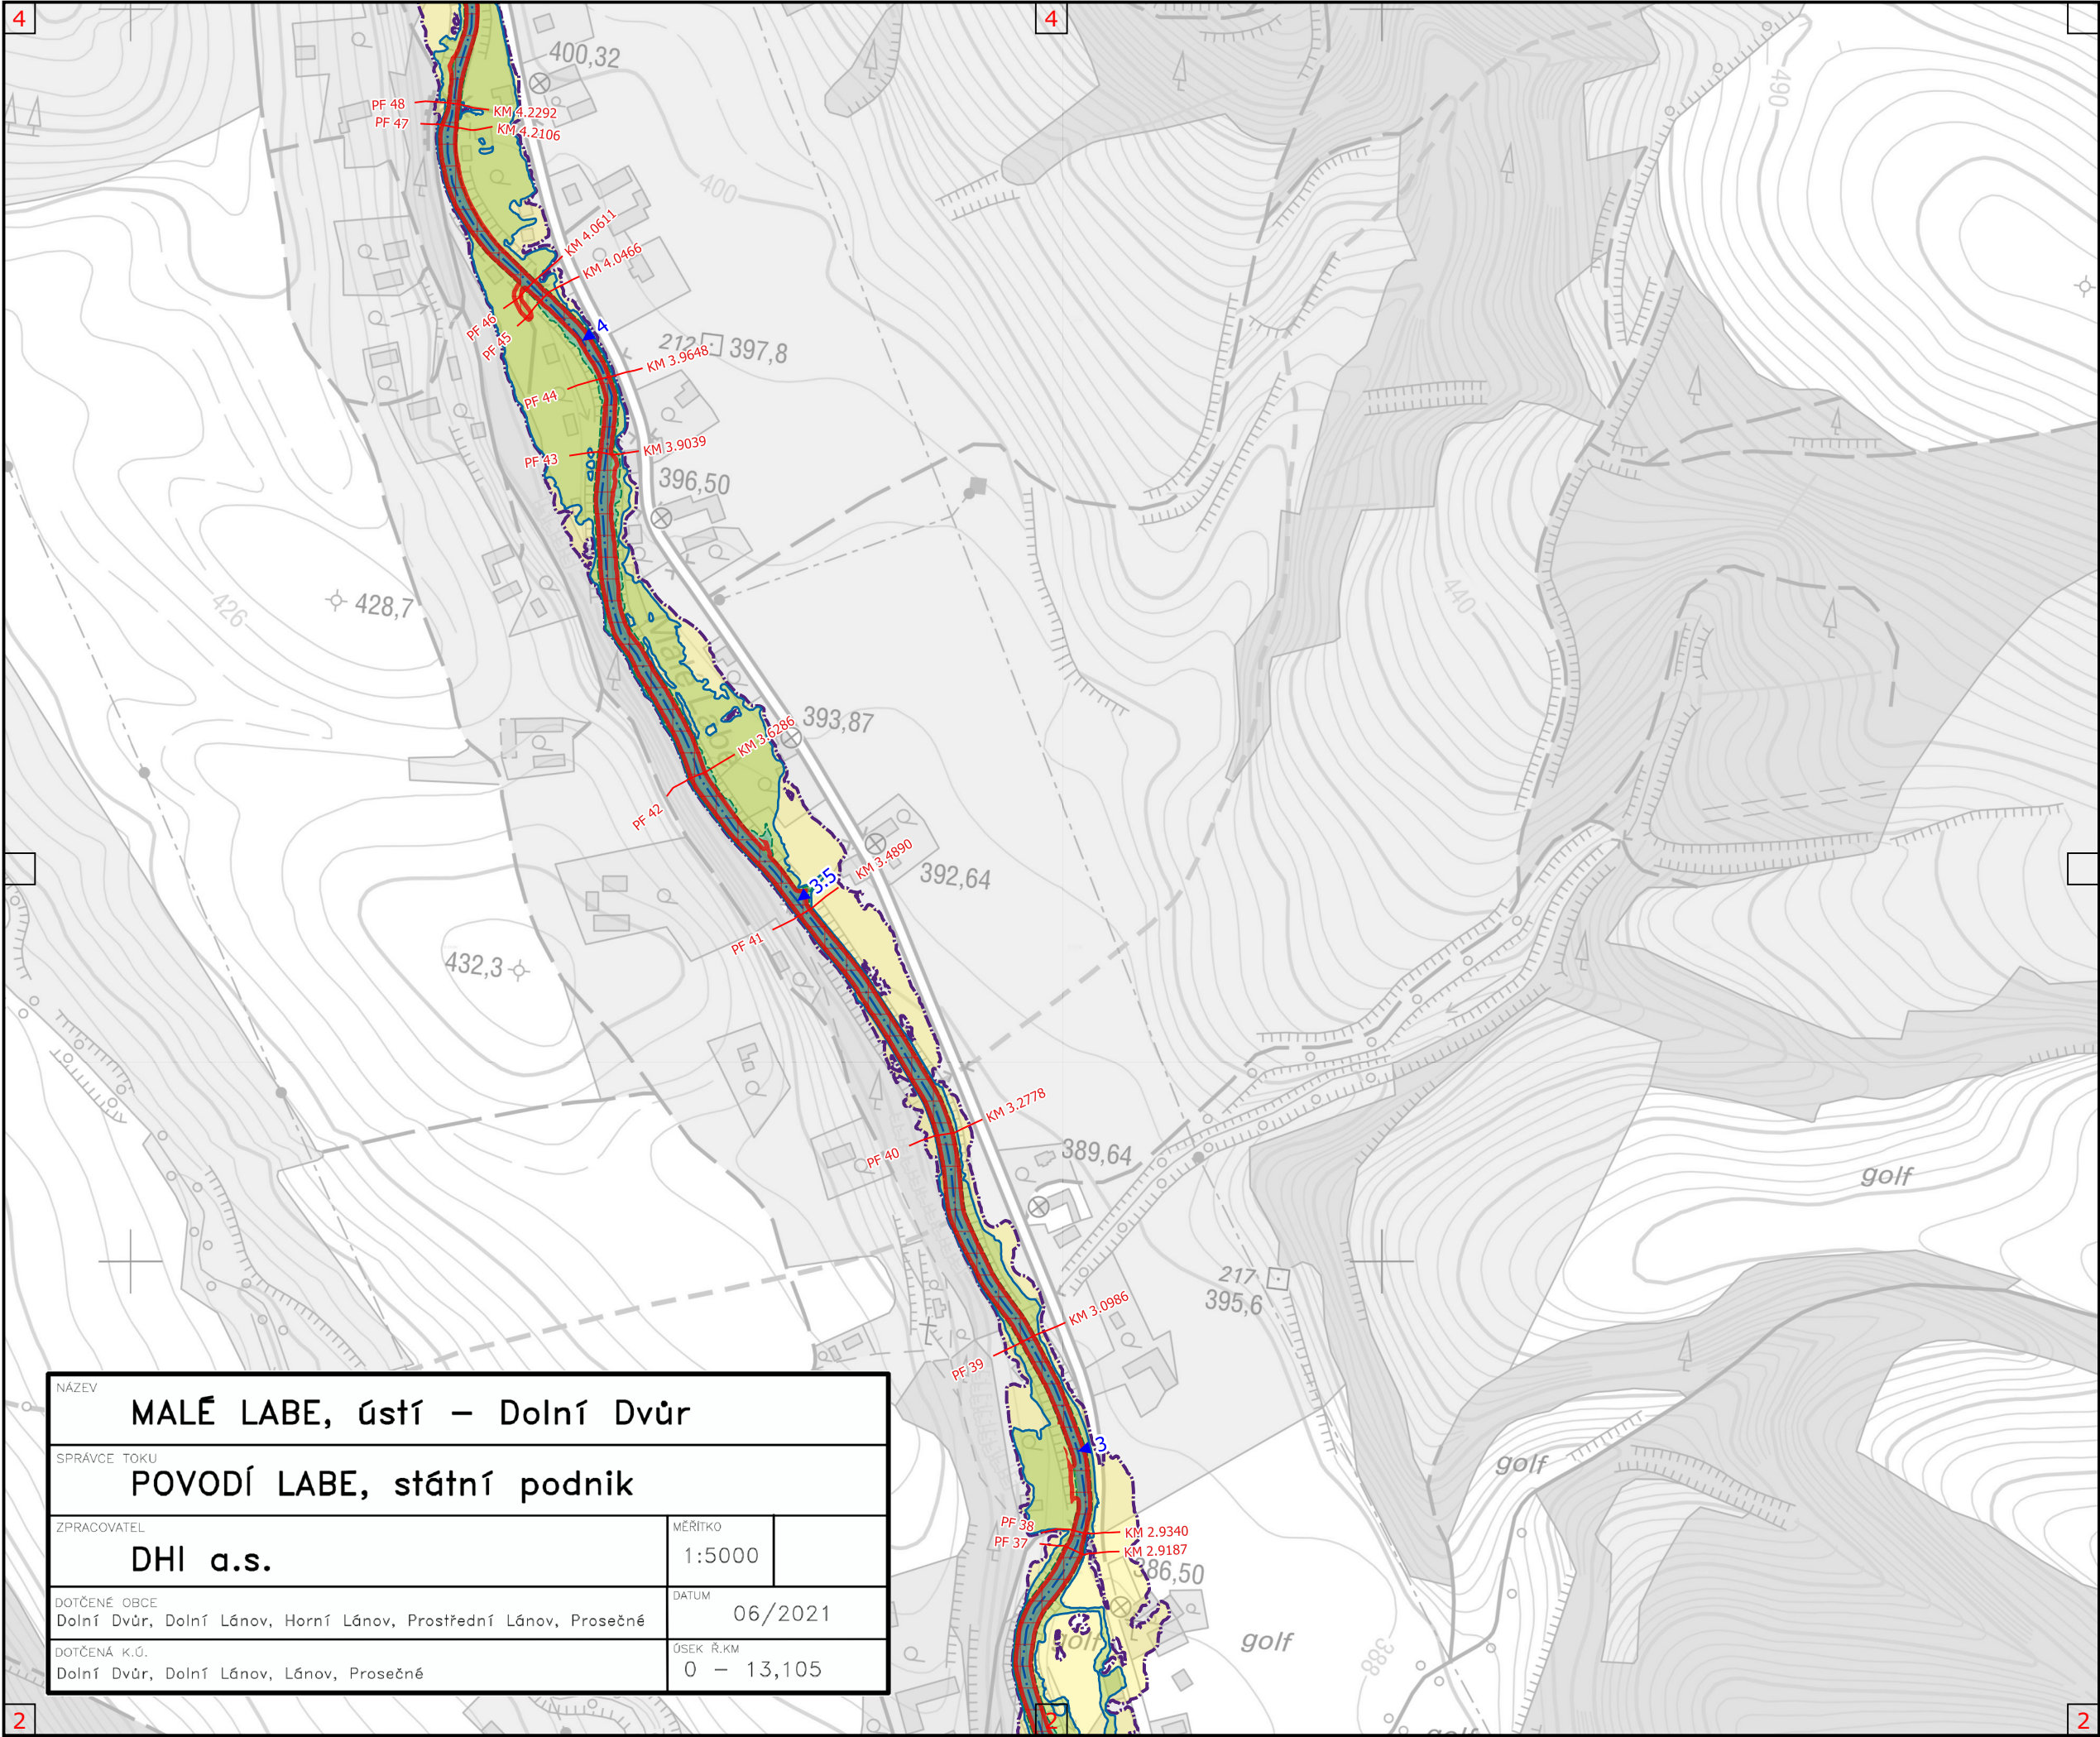 4
4
400,32
490
PF 48
KM 4.2292
PF 47
KM 4.2106
400
KM 4.0611
KM 4.0466
PF 46
PF 45
4
212
397,8
KM 3.9648
PF 44
KM 3.9039
PF 43
396,50
426
428,7
440
Malé Labe
393,87
KM 3.6286
PF 42
KM 3.4890
3.5
392,64
PF 41
432,3
KM 3.2778
PF 40
389,64
golf
217
395,6
KM 3.0986
PF 39
3
golf
PF 38
KM 2.9340
PF 37
KM 2.9187
386,50
golf
golf
388
golf
2
2
2
NÁZEV
MALÉ LABE, ústí – Dolní Dvůr
SPRÁVCE TOKU
POVODÍ LABE, státní podnik
ZPRACOVATEL
DHI a.s.
MĚŘÍTKO
1:5000
DOTČENÉ OBCE
Dolní Dvůr, Dolní Lánov, Horní Lánov, Prostřední Lánov, Prosečné
DATUM
06/2021
DOTČENÁ K.Ú.
Dolní Dvůr, Dolní Lánov, Lánov, Prosečné
ÚSEK Ř.KM
0 – 13,105